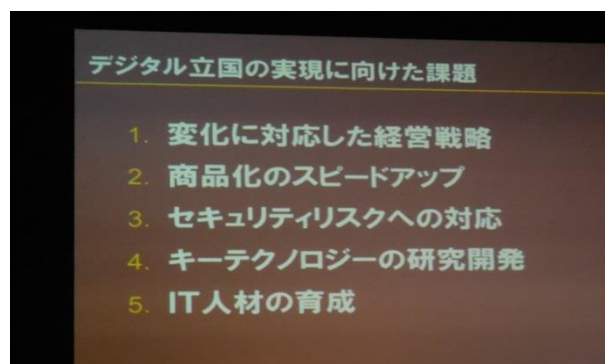 デジタル立国の実現に向けた課題
1. 変化に対応した経営戦略
2. 商品化のスピードアップ
3. セキュリティリスクへの対応
4. キーテクノロジーの研究開発
5. IT人材の育成